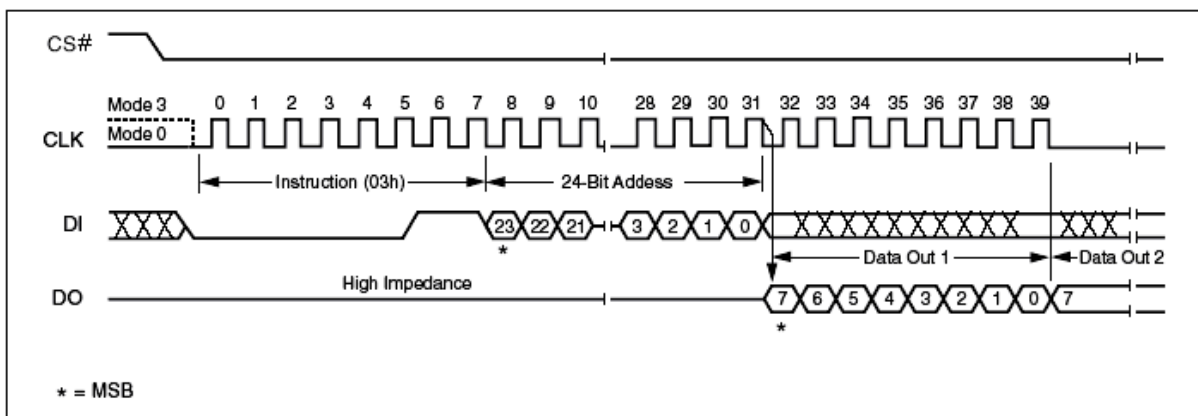 CS#
Mode 3 0 1 2 3 4 5 6 7 8 9 10 28 29 30 31 32 33 34 35 36 37 38 39
CLK Mode 0
Instruction (03h) 24-Bit Addess
DI 23 22 21 3 2 1 0
* Data Out 1 Data Out 2
High Impedance
DO 7 6 5 4 3 2 1 0 7
*
* = MSB